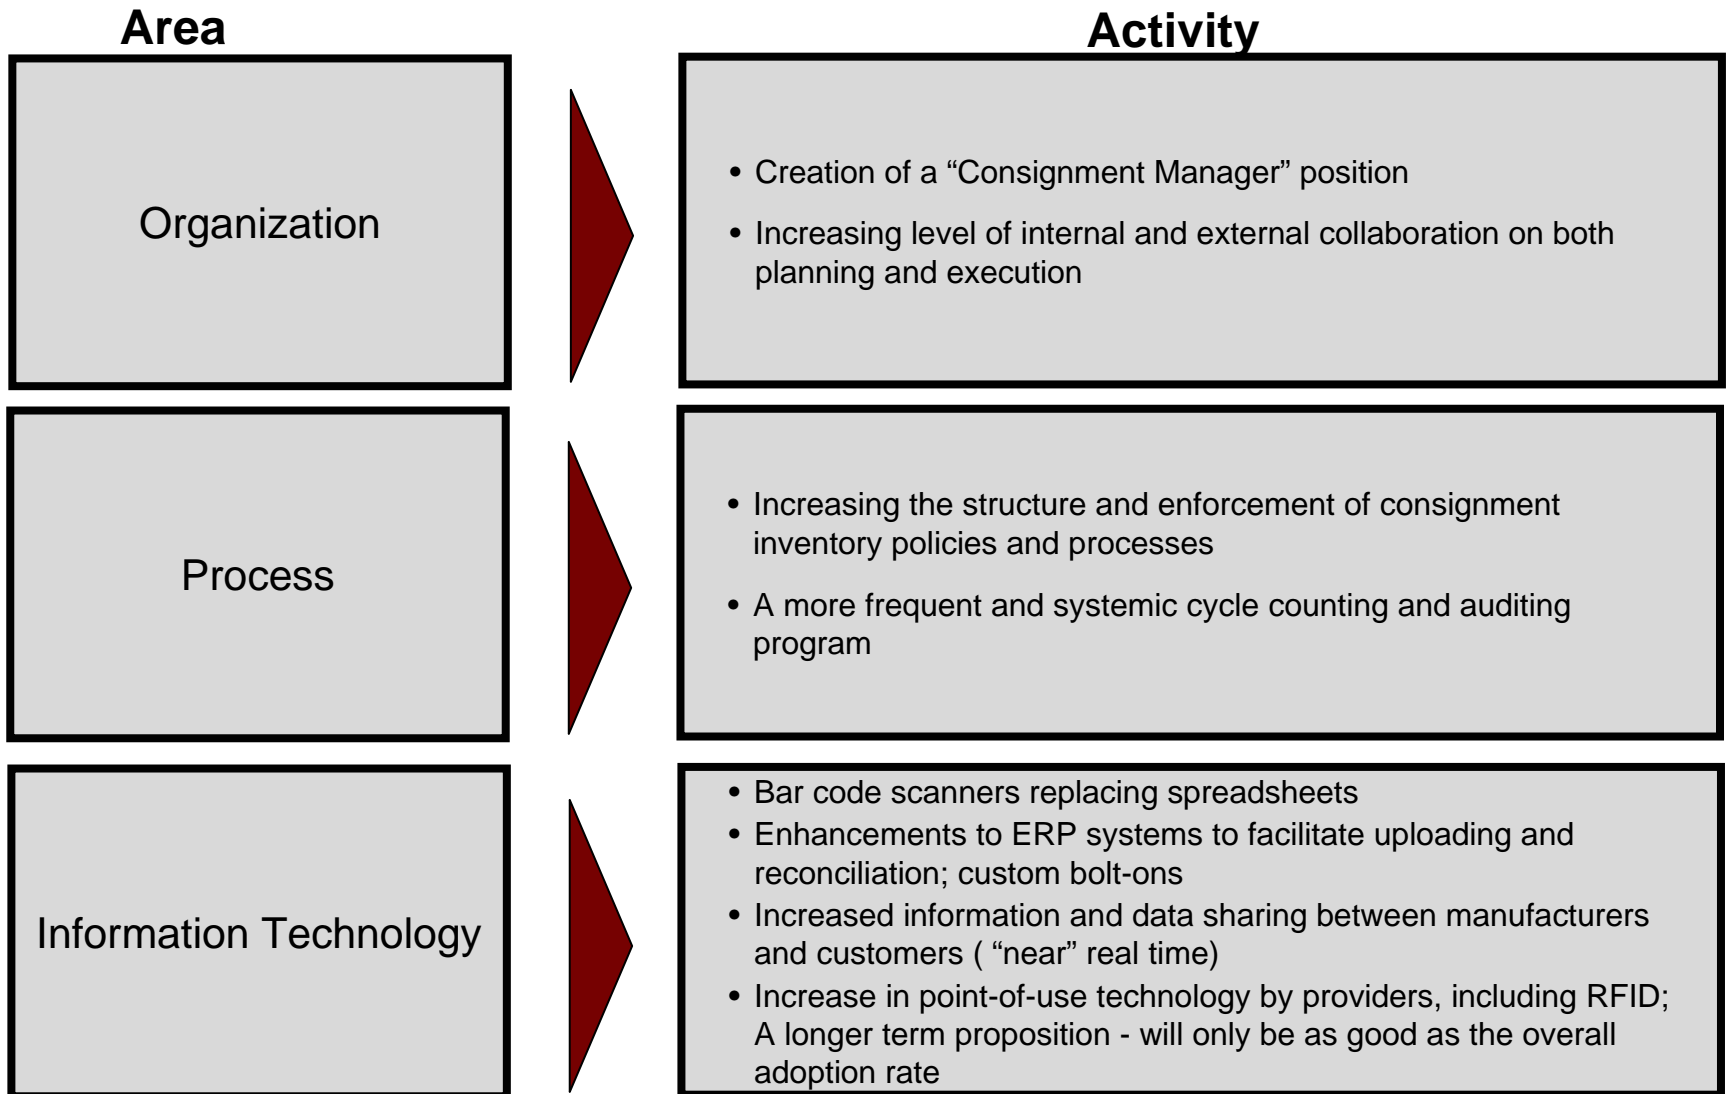 Area
Activity
Organization
• Creation of a “Consignment Manager” position
• Increasing level of internal and external collaboration on both
planning and execution
Process
• Increasing the structure and enforcement of consignment
inventory policies and processes
• A more frequent and systemic cycle counting and auditing
program
Information Technology
• Bar code scanners replacing spreadsheets
• Enhancements to ERP systems to facilitate uploading and
reconciliation; custom bolt-ons
• Increased information and data sharing between manufacturers
and customers ( “near” real time)
• Increase in point-of-use technology by providers, including RFID;
A longer term proposition - will only be as good as the overall
adoption rate